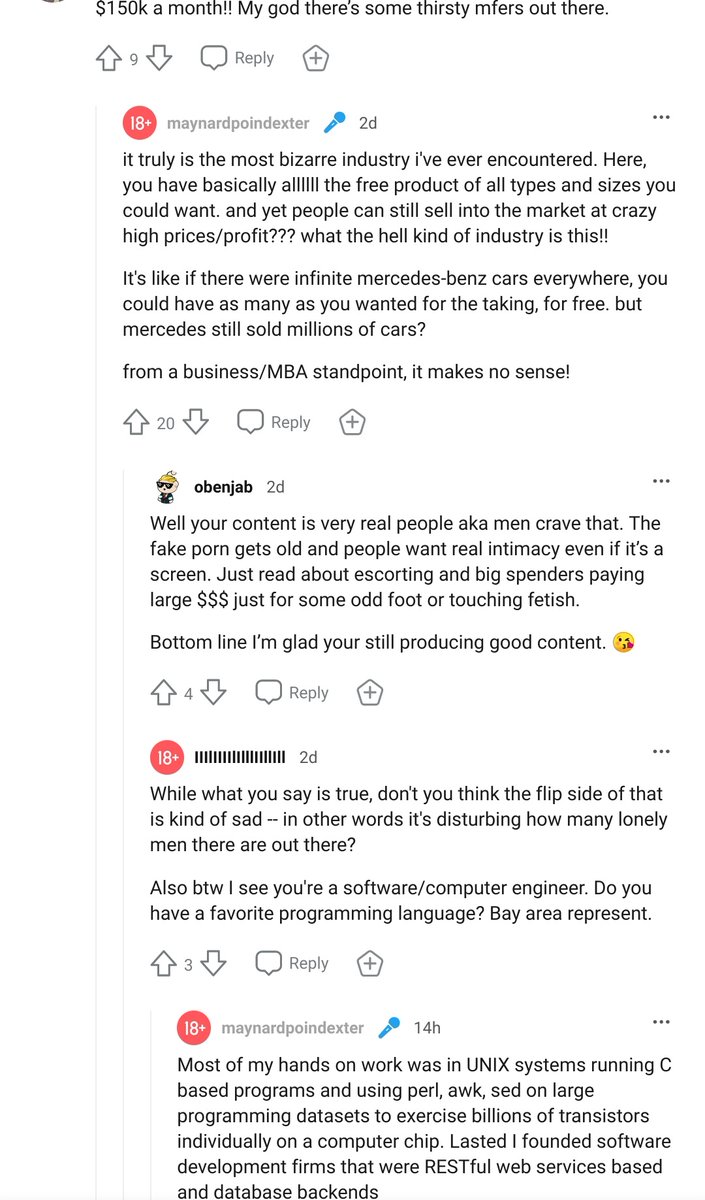 $150k a month!! My god there's some thirsty mfers out there.
9 Reply
18+ maynardpoindexter 2d
it truly is the most bizarre industry i've ever encountered. Here,
you have basically allllll the free product of all types and sizes you
could want. and yet people can still sell into the market at crazy
high prices/profit??? what the hell kind of industry is this!!
It's like if there were infinite mercedes-benz cars everywhere, you
could have as many as you wanted for the taking, for free. but
mercedes still sold millions of cars?
from a business/MBA standpoint, it makes no sense!
20 Reply
obenjab 2d
Well your content is very real people aka men crave that. The
fake porn gets old and people want real intimacy even if it's a
screen. Just read about escorting and big spenders paying
large $$$ just for some odd foot or touching fetish.
Bottom line I'm glad your still producing good content. 😘
4 Reply
18+ 2d
While what you say is true, don't you think the flip side of that
is kind of sad -- in other words it's disturbing how many lonely
men there are out there?
Also btw I see you're a software/computer engineer. Do you
have a favorite programming language? Bay area represent.
3 Reply
18+ maynardpoindexter 14h
Most of my hands on work was in UNIX systems running C
based programs and using perl, awk, sed on large
programming datasets to exercise billions of transistors
individually on a computer chip. Lasted I founded software
development firms that were RESTful web services based
and database backends